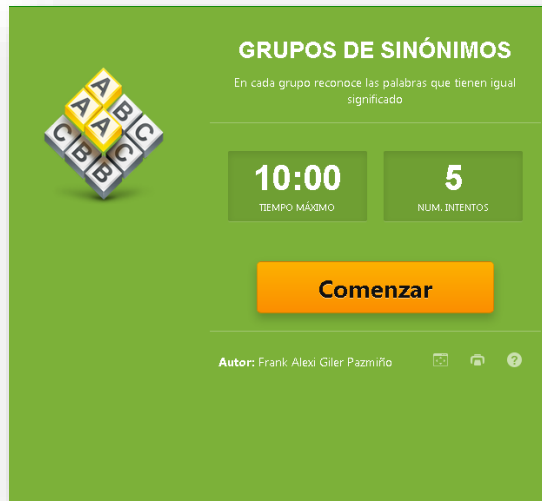 GRUPOS DE SINÓNIMOS
En cada grupo reconoce las palabras que tienen igual
significado
A
A B
A A C
C B C
B B
10:00
TIEMPO MÁXIMO
5
NUM. INTENTOS
Comenzar
Autor: Frank Alexi Giler Pazmiño
?